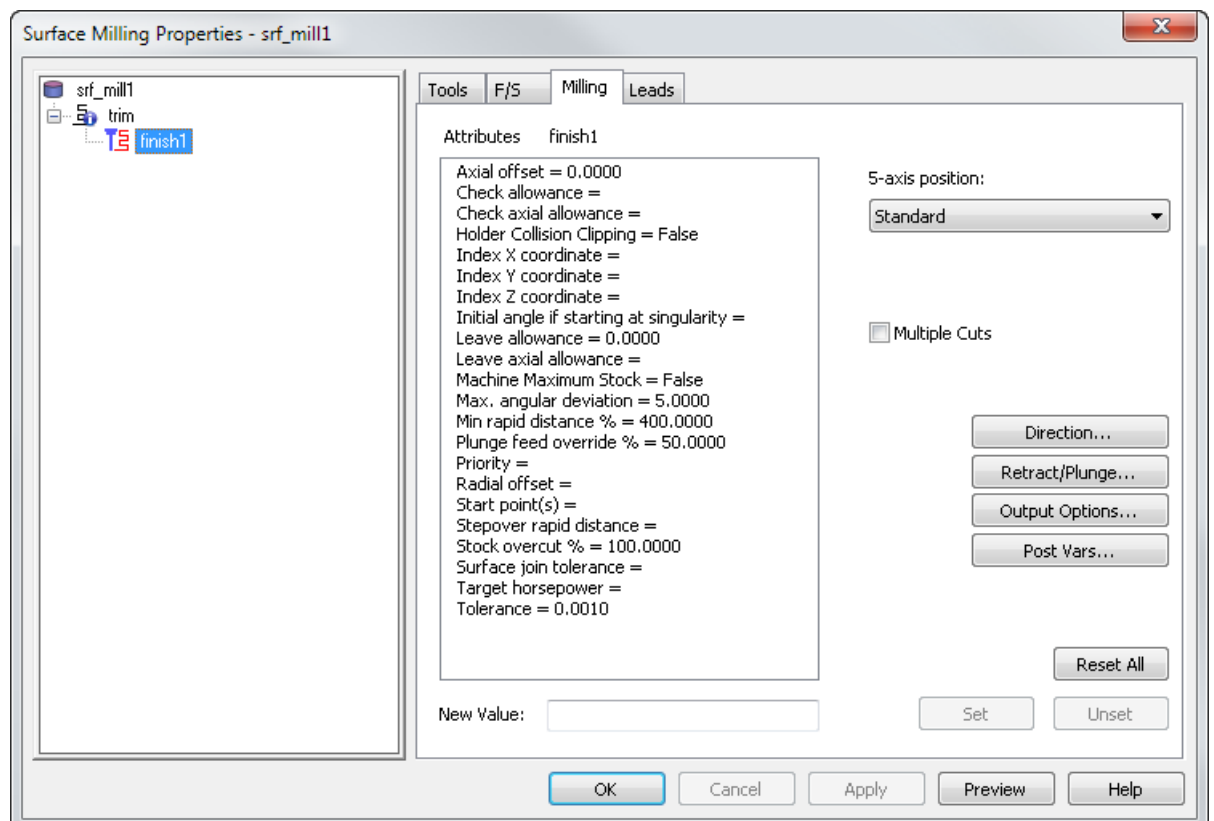 Surface Milling Properties - srf_mill1
srf_mill1
trim
finish1
Tools F/S Milling Leads
Attributes finish1
Axial offset = 0.0000
Check allowance =
Check axial allowance =
Holder Collision Clipping = False
Index X coordinate =
Index Y coordinate =
Index Z coordinate =
Initial angle if starting at singularity =
Leave allowance = 0.0000
Leave axial allowance =
Machine Maximum Stock = False
Max. angular deviation = 5.0000
Min rapid distance % = 400.0000
Plunge feed override % = 50.0000
Priority =
Radial offset =
Start point(s) =
Stepover rapid distance =
Stock overcut % = 100.0000
Surface join tolerance =
Target horsepower =
Tolerance = 0.0010
5-axis position:
Standard
Multiple Cuts
Direction...
Retract/Plunge...
Output Options...
Post Vars...
Reset All
New Value:
Set Unset
OK Cancel Apply Preview Help